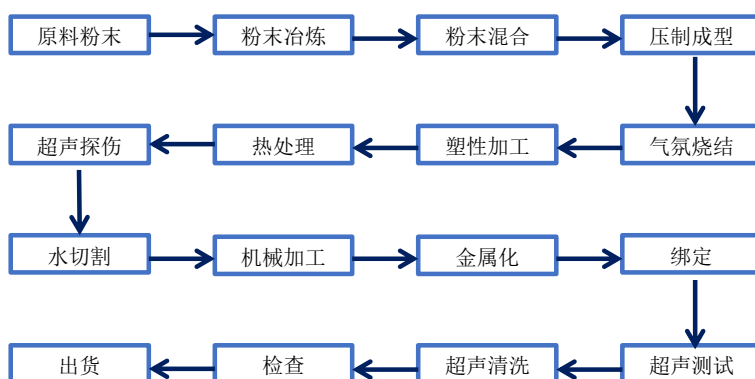 原料粉末
粉末冶炼
粉末混合
压制成型
超声探伤
热处理
塑性加工
气氛烧结
水切割
机械加工
金属化
绑定
出货
检查
超声清洗
超声测试